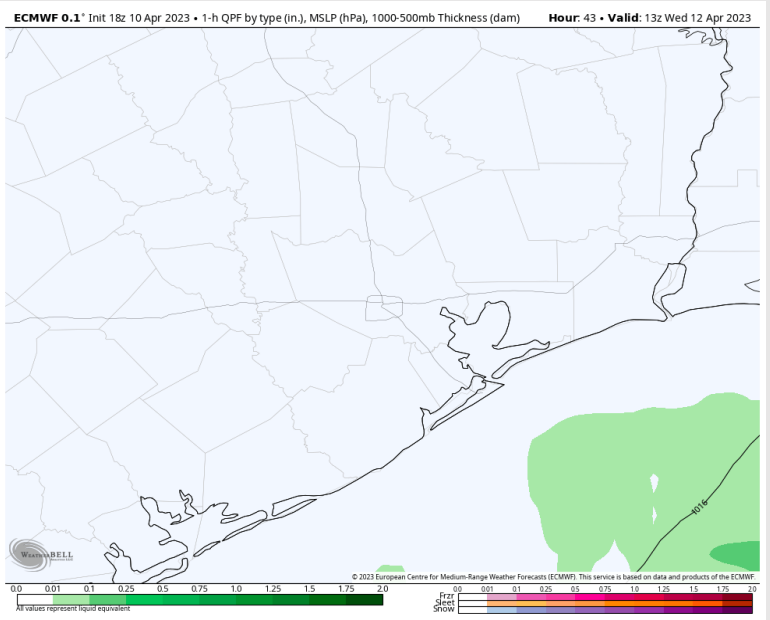 ECMWF 0.1° Init 18z 10 Apr 2023 • 1-h QPF by type (in.), MSLP (hPa), 1000-500mb Thickness (dam) Hour: 43 • Valid: 13z Wed 12 Apr 2023
1016
WEATHERBELL
© 2023 European Centre for Medium-Range Weather Forecasts (ECMWF). This service is based on data and products of the ECMWF.
0.0 0.01 0.1 0.25 0.5 0.75 1.0 1.25 1.5 1.75 2.0
All values represent liquid equivalent
0.0 0.01 0.1 0.25 0.5 0.75 1.0 1.25 1.5 1.75 2.0
Frzr
Sleet
Snow